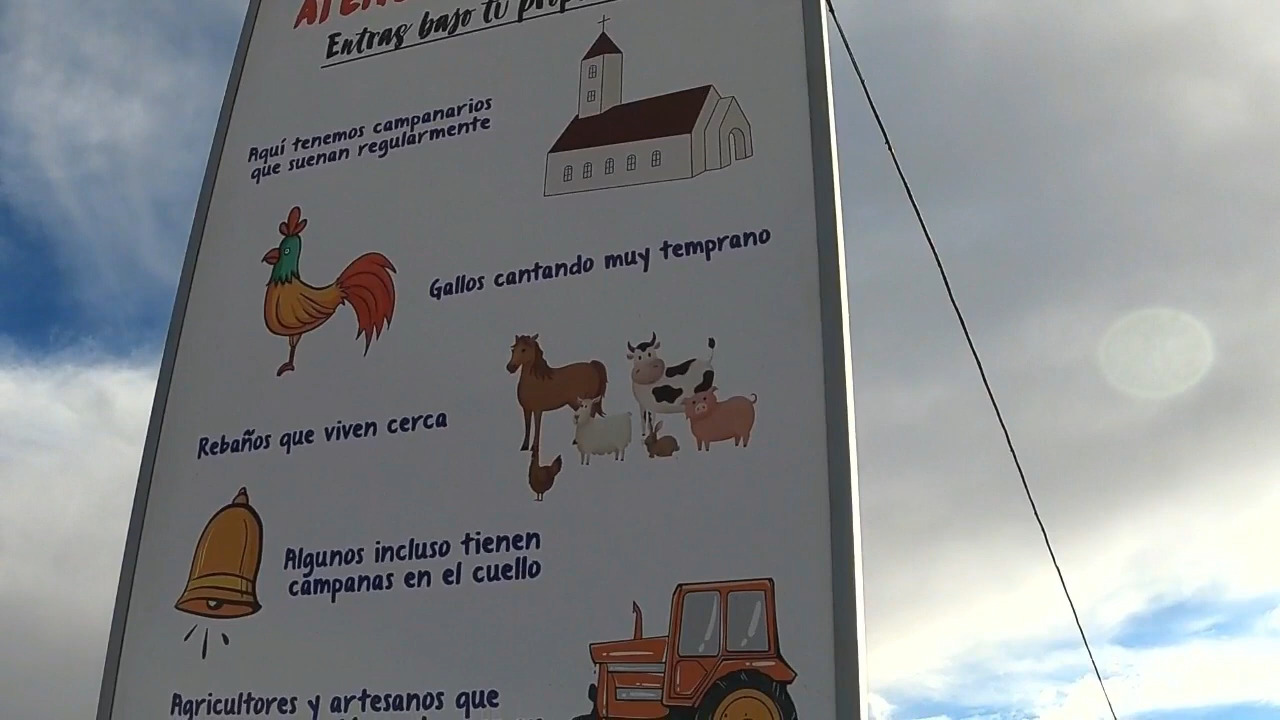 Entras bajo tu
Aquí tenemos campanarios
que suenan regularmente
Gallos cantando muy temprano
Rebaños que viven cerca
Algunos incluso tienen
campanas en el cuello
Agricultores y artesanos que